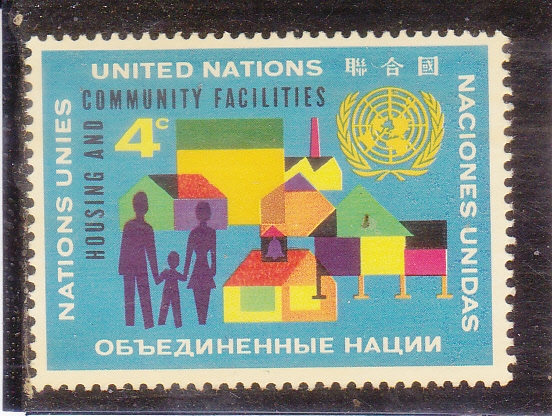 UNITED NATIONS
聯合國
COMMUNITY FACILITIES
HOUSING AND
4c
NATIONS UNIES
NACIONES UNIDAS
ОБЪЕДИНЕННЫЕ НАЦИИ